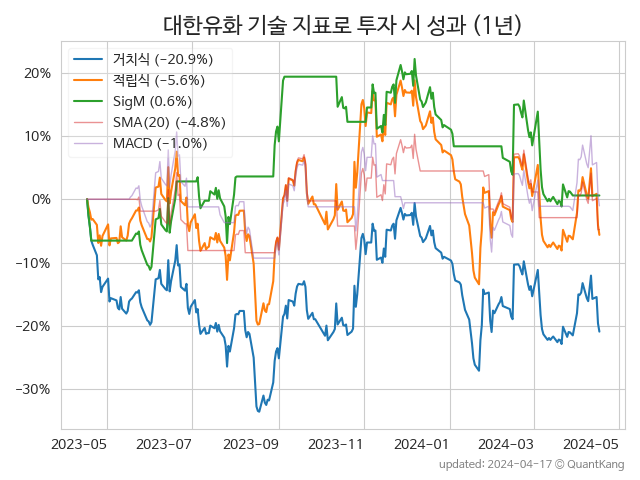 대한유화 기술 지표로 투자 시 성과 (1년)
거치식 (−20.9%)
적립식 (−5.6%)
SigM (0.6%)
SMA(20) (−4.8%)
MACD (−1.0%)
20%
10%
0%
−10%
−20%
−30%
2023-05 2023-07 2023-09 2023-11 2024-01 2024-03 2024-05
updated: 2024-04-17 © QuantKang